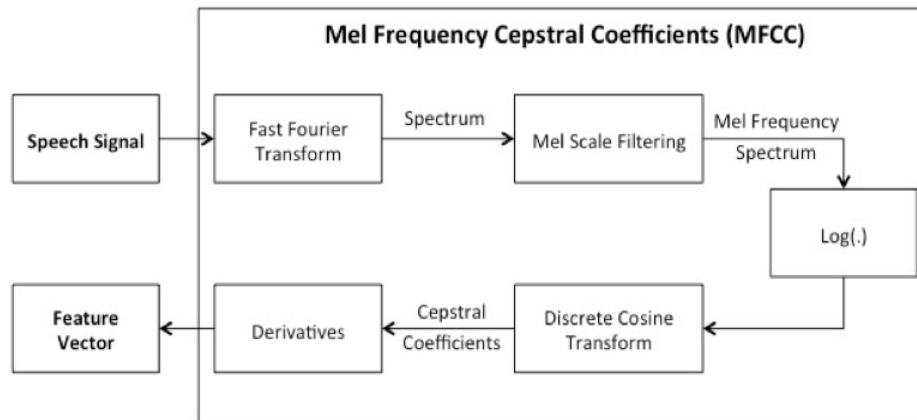 Mel Frequency Cepstral Coefficients (MFCC)
Speech Signal
Fast Fourier
Transform
Spectrum
Mel Scale Filtering
Mel Frequency
Spectrum
Log(.)
Discrete Cosine
Transform
Cepstral
Coefficients
Derivatives
Feature
Vector